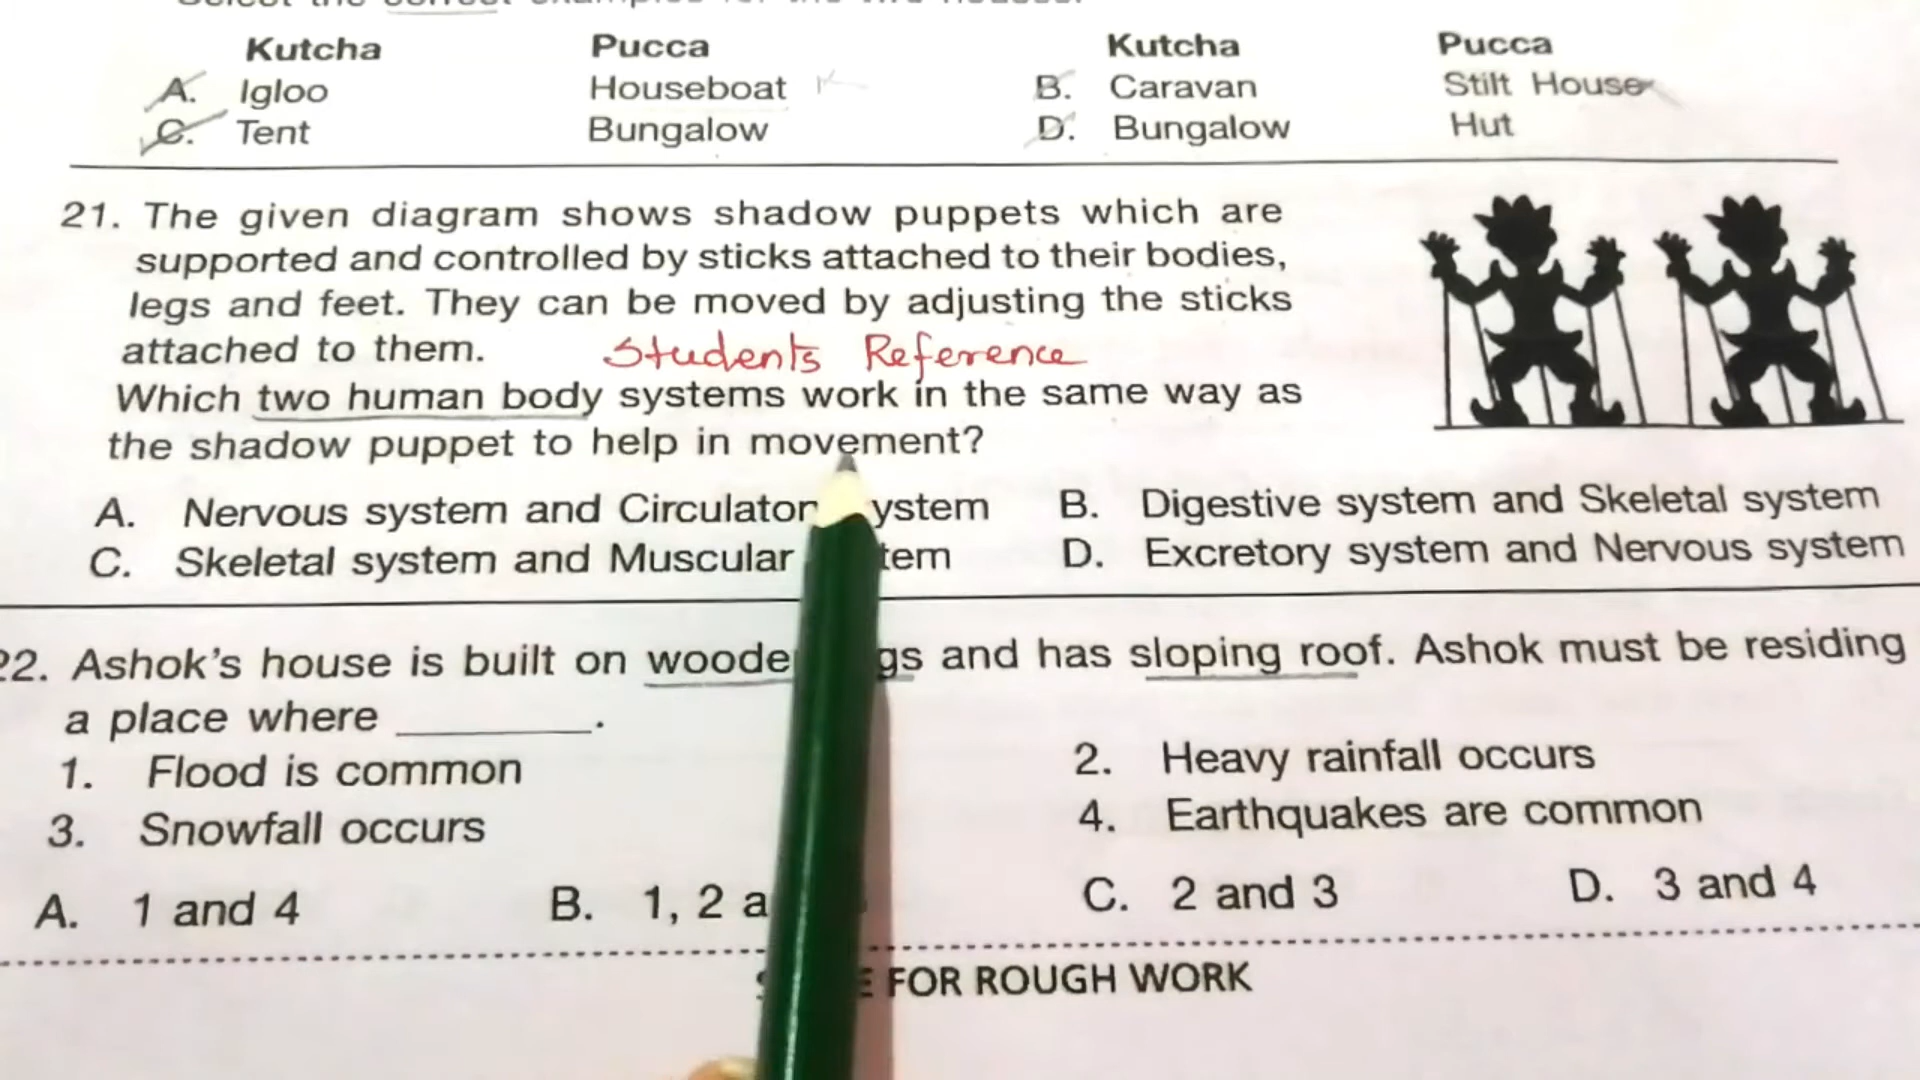 Kutcha Pucca Kutcha Pucca
A. Igloo Houseboat B. Caravan Stilt House
C. Tent Bungalow D. Bungalow Hut
21. The given diagram shows shadow puppets which are
supported and controlled by sticks attached to their bodies,
legs and feet. They can be moved by adjusting the sticks
attached to them. Students Reference
Which two human body systems work in the same way as
the shadow puppet to help in movement?
A. Nervous system and ystem B. Digestive system and Skeletal system
C. Skeletal system and Muscular tem D. Excretory system and Nervous system
22. Ashok's house is built on gs and has sloping roof. Ashok must be residing
a place where ________.
1. Flood is common 2. Heavy rainfall occurs
3. Snowfall occurs 4. Earthquakes are common
A. 1 and 4 B. 1, 2 a C. 2 and 3 D. 3 and 4
FOR ROUGH WORK